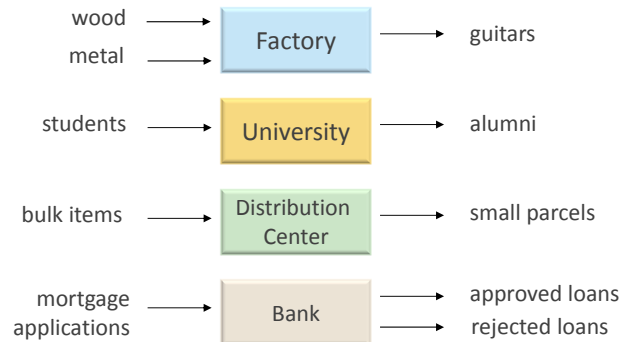 wood
metal
Factory
guitars
students
University
alumni
bulk items
Distribution
Center
small parcels
mortgage
applications
Bank
approved loans
rejected loans